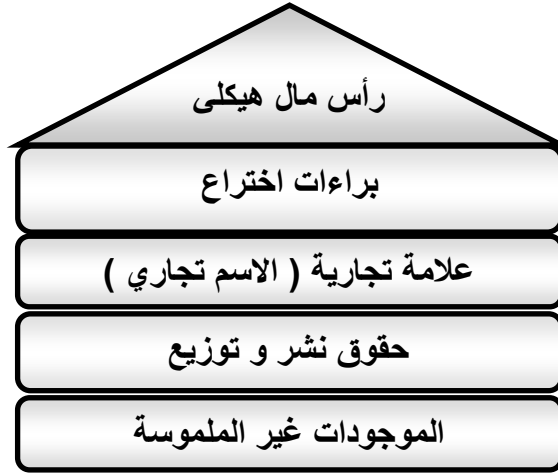 رأس مال هيكلى
براءات اختراع
علامة تجارية ( الاسم تجاري )
حقوق نشر و توزيع
الموجودات غير الملموسة